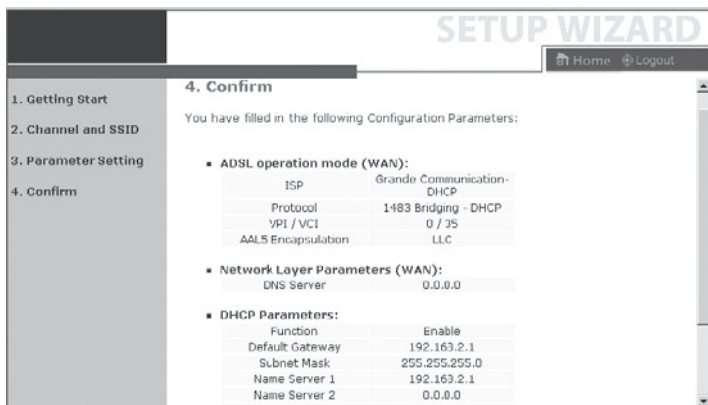 SETUP WIZARD
Home Logout
1. Getting Start
2. Channel and SSID
3. Parameter Setting
4. Confirm
4. Confirm
You have filled in the following Configuration Parameters:
ADSL operation mode (WAN):
ISP Grande Communication-
DHCP
Protocol 1483 Bridging - DHCP
VPI / VCI 0 / 35
AAL5 Encapsulation LLC
Network Layer Parameters (WAN):
DNS Server 0.0.0.0
DHCP Parameters:
Function Enable
Default Gateway 192.168.2.1
Subnet Mask 255.255.255.0
Name Server 1 192.168.2.1
Name Server 2 0.0.0.0